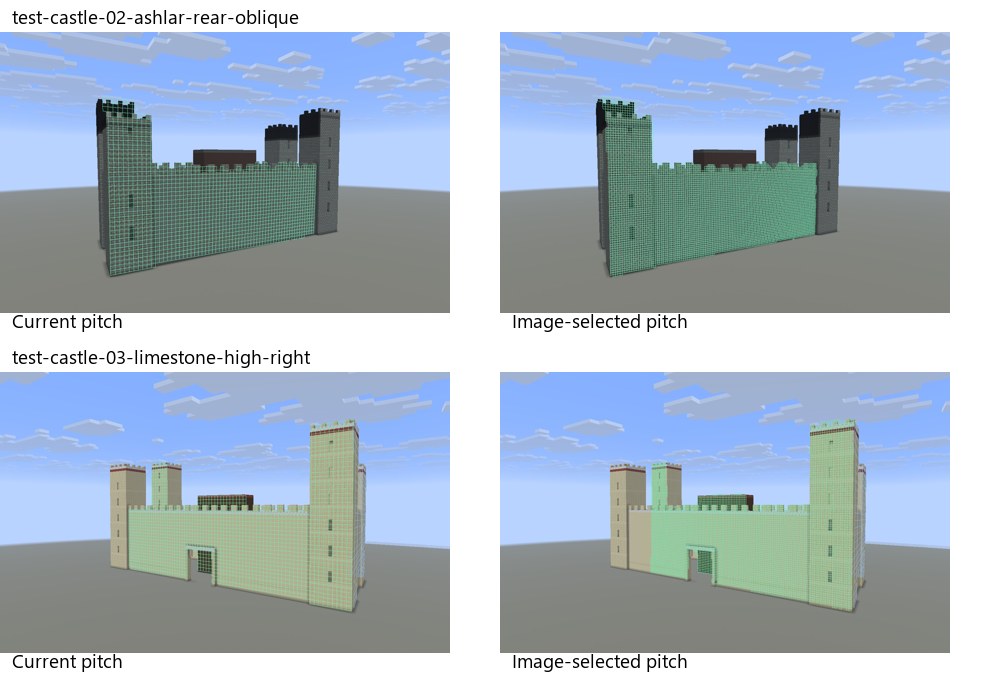 test-castle-02-ashlar-rear-oblique
Current pitch
Image-selected pitch
test-castle-03-limestone-high-right
Current pitch
Image-selected pitch